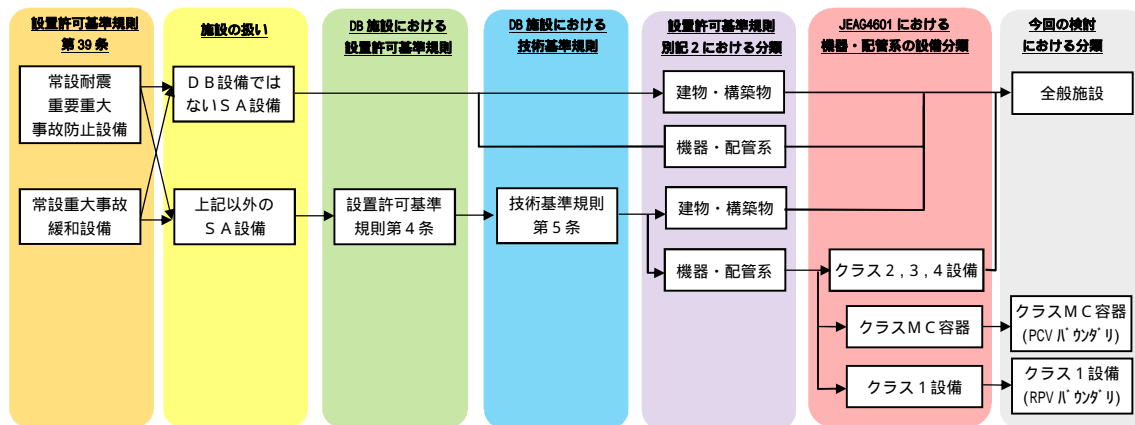 設置許可基準規則
第39条
施設の扱い
DB施設における
設置許可基準規則
DB施設における
技術基準規則
設置許可基準規則
別記2における分類
JEAG4601における
機器・配管系の設備分類
今回の検討
における分類
常設耐震
重要重大
事故防止設備
常設重大事故
緩和設備
DB設備では
ないSA設備
上記以外の
SA設備
設置許可基準
規則第4条
技術基準規則
第5条
建物・構築物
機器・配管系
建物・構築物
機器・配管系
クラス2,3,4設備
クラスMC容器
クラス1設備
全般施設
クラスMC容器
(PCVバウンダリ)
クラス1設備
(RPVバウンダリ)